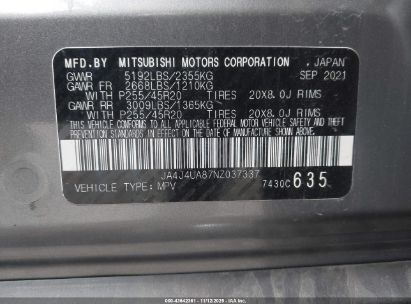 MFD.BY MITSUBISHI MOTORS CORPORATION , JAPAN
GVWR 5192LBS/2355KG SEP 2021
GAWR FR 2668LBS/1210KG
WITH P255/45R20 TIRES 20X8.0J RIMS
GAWR RR 3009LBS/1365KG
WITH P255/45R20 TIRES 20X8.0J RIMS
THIS VEHICLE CONFORMS TO ALL APPLICABLE FEDERAL MOTOR
VEHICLE SAFETY, BUMPER, AND THEFT
PREVENTION STANDARDS IN EFFECT ON THE DATE OF MANUFACTURE SHOWN ABOVE.
JA4J4UA87NZ037337
VEHICLE TYPE: MPV 7430C 635